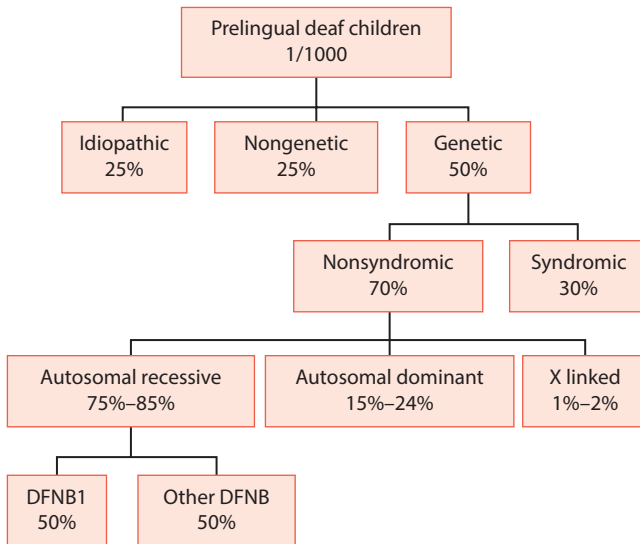 Prelingual deaf children
1/1000
Idiopathic
25%
Nongenetic
25%
Genetic
50%
Nonsyndromic
70%
Syndromic
30%
Autosomal recessive
75%–85%
Autosomal dominant
15%–24%
X linked
1%–2%
DFNB1
50%
Other DFNB
50%